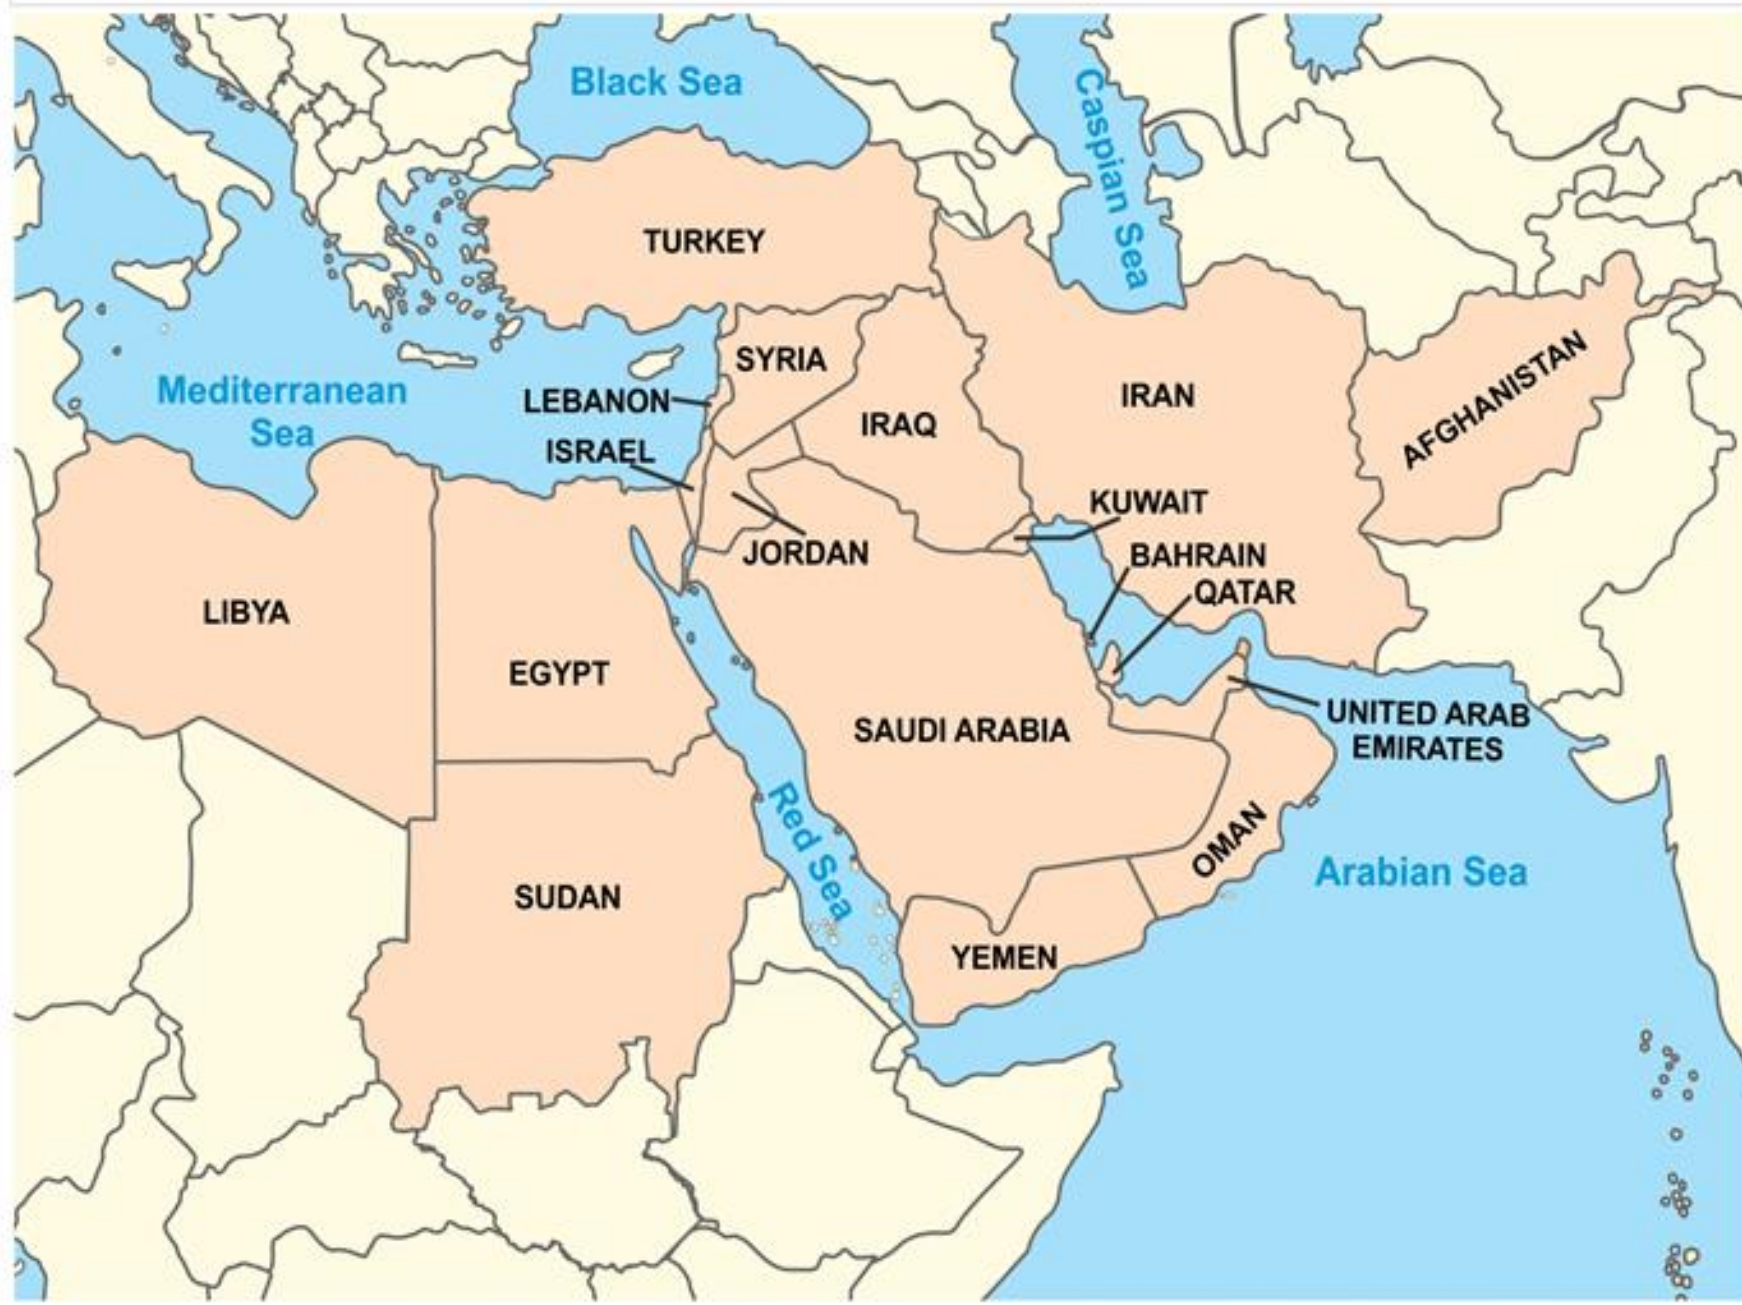 Black Sea
Caspian Sea
TURKEY
SYRIA
Mediterranean
Sea
LEBANON
IRAN
AFGHANISTAN
IRAQ
ISRAEL
KUWAIT
JORDAN
BAHRAIN
QATAR
LIBYA
EGYPT
SAUDI ARABIA
UNITED ARAB
EMIRATES
Red Sea
OMAN
Arabian Sea
SUDAN
YEMEN